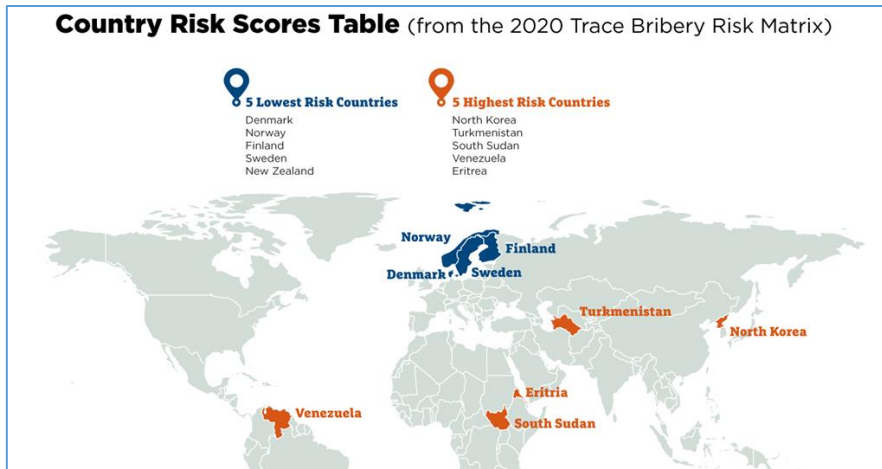 Country Risk Scores Table (from the 2020 Trace Bribery Risk Matrix)
5 Lowest Risk Countries
Denmark
Norway
Finland
Sweden
New Zealand
5 Highest Risk Countries
North Korea
Turkmenistan
South Sudan
Venezuela
Eritrea
Norway
Finland
Denmark
Sweden
Turkmenistan
North Korea
Eritria
Venezuela
South Sudan